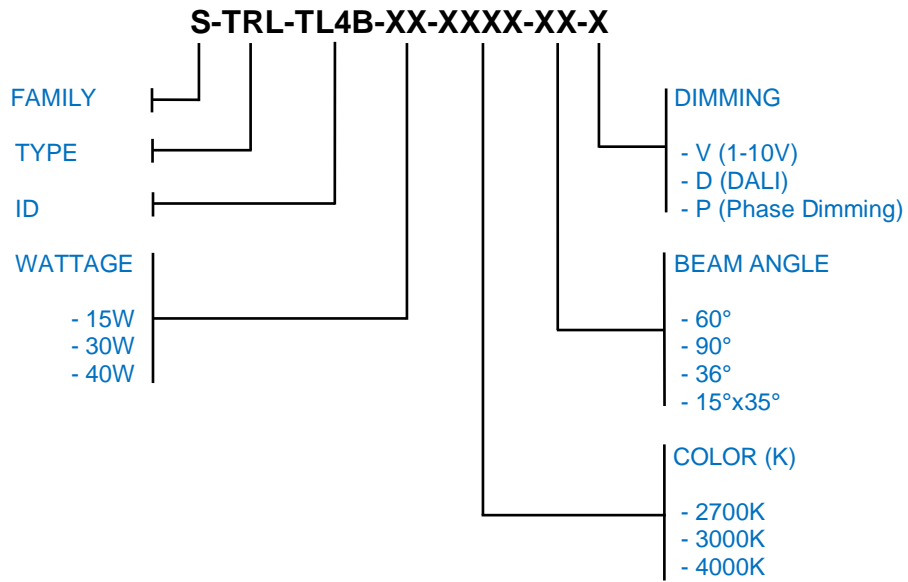 S-TRL-TL4B-XX-XXXX-XX-X
FAMILY
TYPE
ID
WATTAGE
- 15W
- 30W
- 40W
DIMMING
- V (1-10V)
- D (DALI)
- P (Phase Dimming)
BEAM ANGLE
- 60°
- 90°
- 36°
- 15°x35°
COLOR (K)
- 2700K
- 3000K
- 4000K